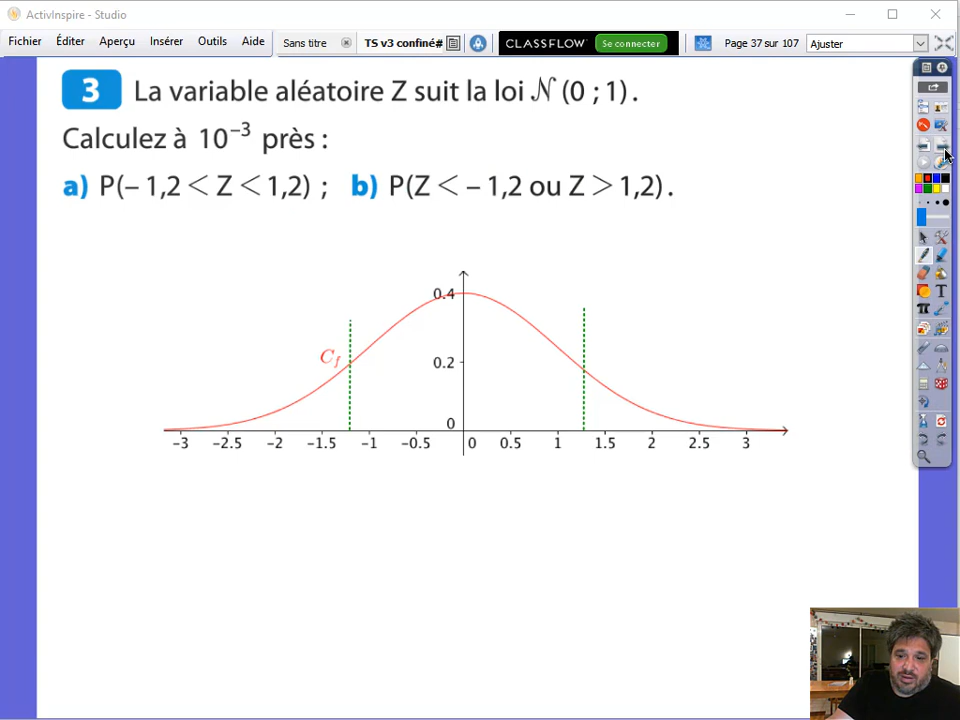 ActivInspire - Studio
Fichier Éditer Aperçu Insérer Outils Aide Sans titre TS v3 confiné# CLASSFLOW Se connecter Page 37 sur 107 Ajuster
3 La variable aléatoire Z suit la loi 𝒩 (0 ; 1).
Calculez à 10⁻³ près :
a) P(– 1,2 < Z < 1,2) ; b) P(Z < – 1,2 ou Z > 1,2).
0.4
C_f
0.2
0
-3 -2.5 -2 -1.5 -1 -0.5 0 0.5 1 1.5 2 2.5 3